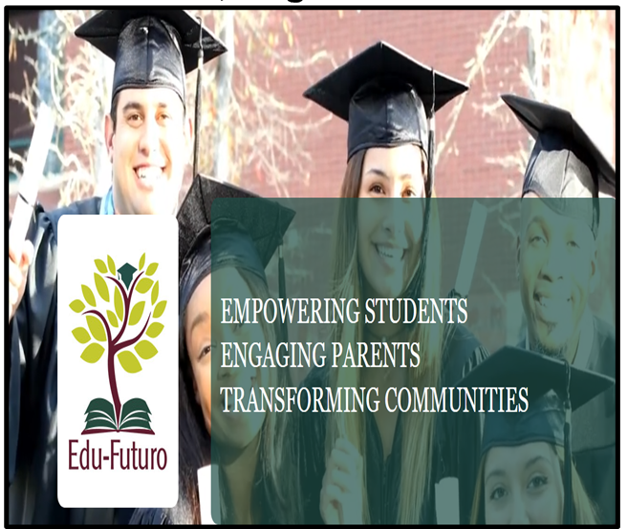 EMPOWERING STUDENTS
ENGAGING PARENTS
TRANSFORMING COMMUNITIES
Edu-Futuro